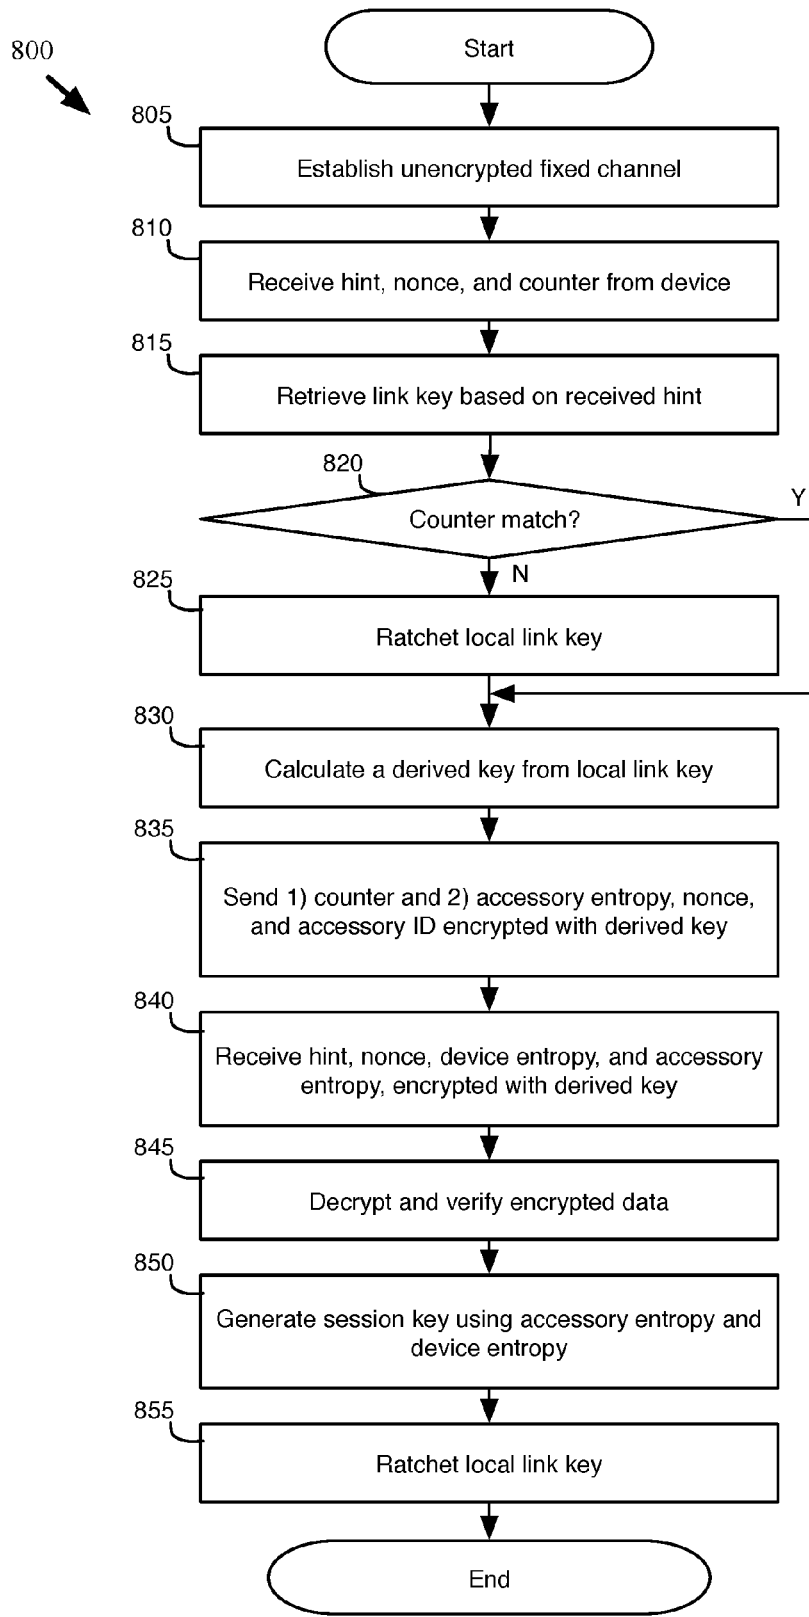 800
Start
805
Establish unencrypted fixed channel
810
Receive hint, nonce, and counter from device
815
Retrieve link key based on received hint
820
Counter match?
Y
N
825
Ratchet local link key
830
Calculate a derived key from local link key
835
Send 1) counter and 2) accessory entropy, nonce,
and accessory ID encrypted with derived key
840
Receive hint, nonce, device entropy, and accessory
entropy, encrypted with derived key
845
Decrypt and verify encrypted data
850
Generate session key using accessory entropy and
device entropy
855
Ratchet local link key
End